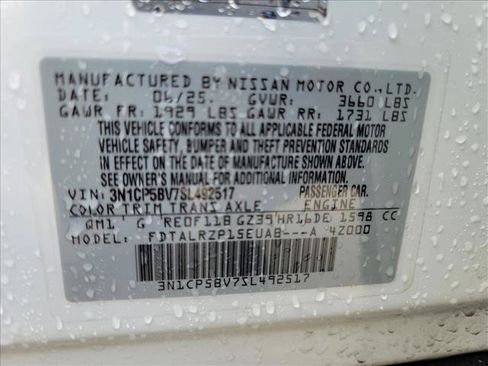 MANUFACTURED BY NISSAN MOTOR CO.,LTD.
DATE: 06/25. GVWR: 3660 LBS
GAWR FR: 1929 LBS GAWR RR: 1731 LBS
THIS VEHICLE CONFORMS TO ALL APPLICABLE FEDERAL MOTOR
VEHICLE SAFETY, BUMPER AND THEFT PREVENTION STANDARDS
IN EFFECT ON THE DATE OF MANUFACTURE SHOWN ABOVE.
SEE OWNER'S MANUAL FOR ADDITIONAL INFORMATION.
VIN: 3N1CP5BV7SL492517 PASSENGER CAR.
COLOR TRIM TRANS AXLE ENGINE
QM1 G RE0F11B GZ39 HR16DE 1598 CC
MODEL: FDTALRZP15EUAB---A 4Z000
3N1CP5BV7SL492517